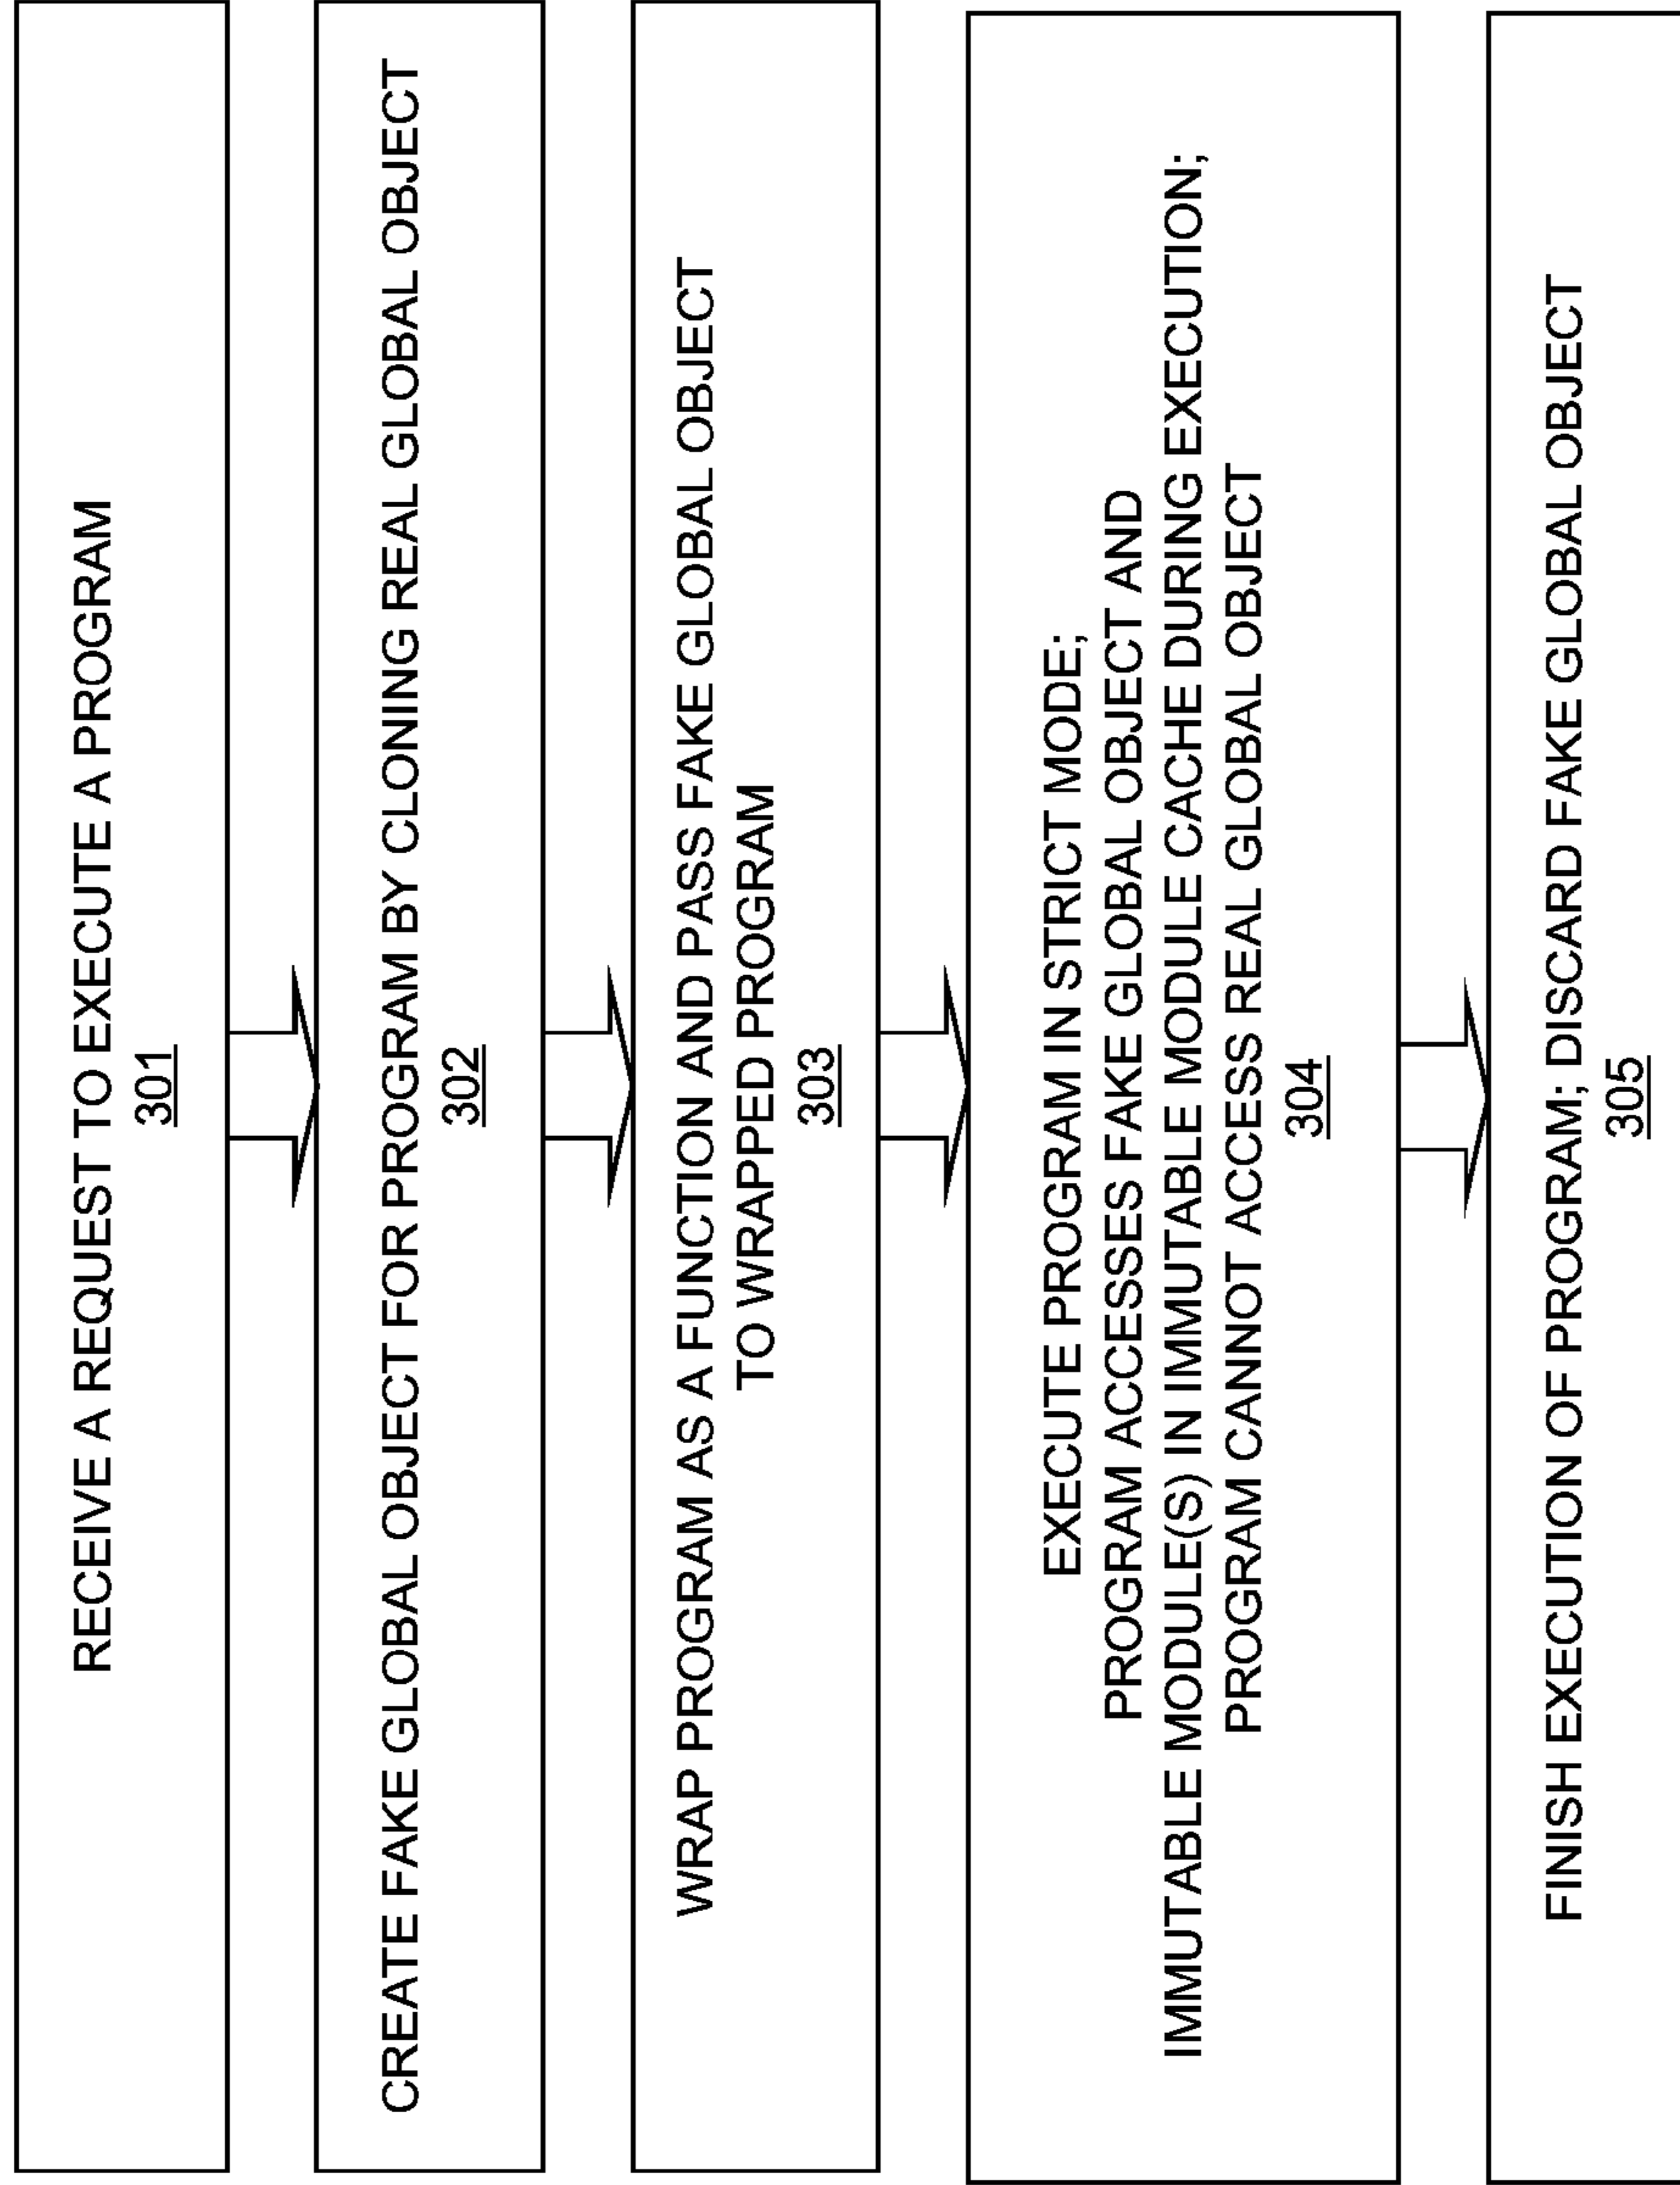 RECEIVE A REQUEST TO EXECUTE A PROGRAM
301
CREATE FAKE GLOBAL OBJECT FOR PROGRAM BY CLONING REAL GLOBAL OBJECT
302
WRAP PROGRAM AS A FUNCTION AND PASS FAKE GLOBAL OBJECT
TO WRAPPED PROGRAM
303
EXECUTE PROGRAM IN STRICT MODE;
PROGRAM ACCESSES FAKE GLOBAL OBJECT AND
IMMUTABLE MODULE(S) IN IMMUTABLE MODULE CACHE DURING EXECUTION;
PROGRAM CANNOT ACCESS REAL GLOBAL OBJECT
304
FINISH EXECUTION OF PROGRAM; DISCARD FAKE GLOBAL OBJECT
305